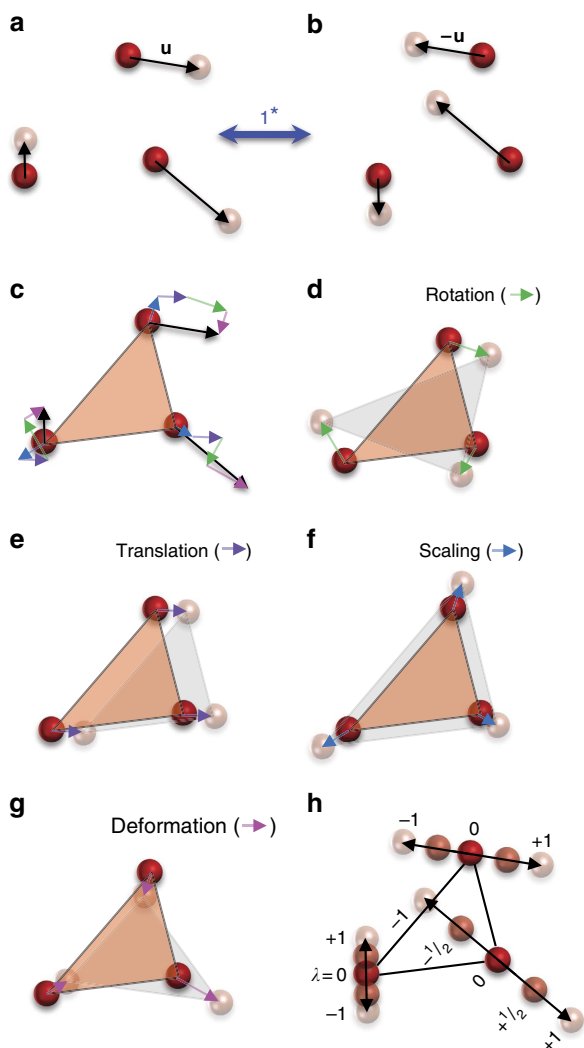 a
b
u
−u
1*
c
d
Rotation (→)
e
f
Translation (→)
Scaling (→)
g
h
Deformation (→)
−1
0
+1
−1
+1
−1/2
λ=0
0
+1/2
−1
+1